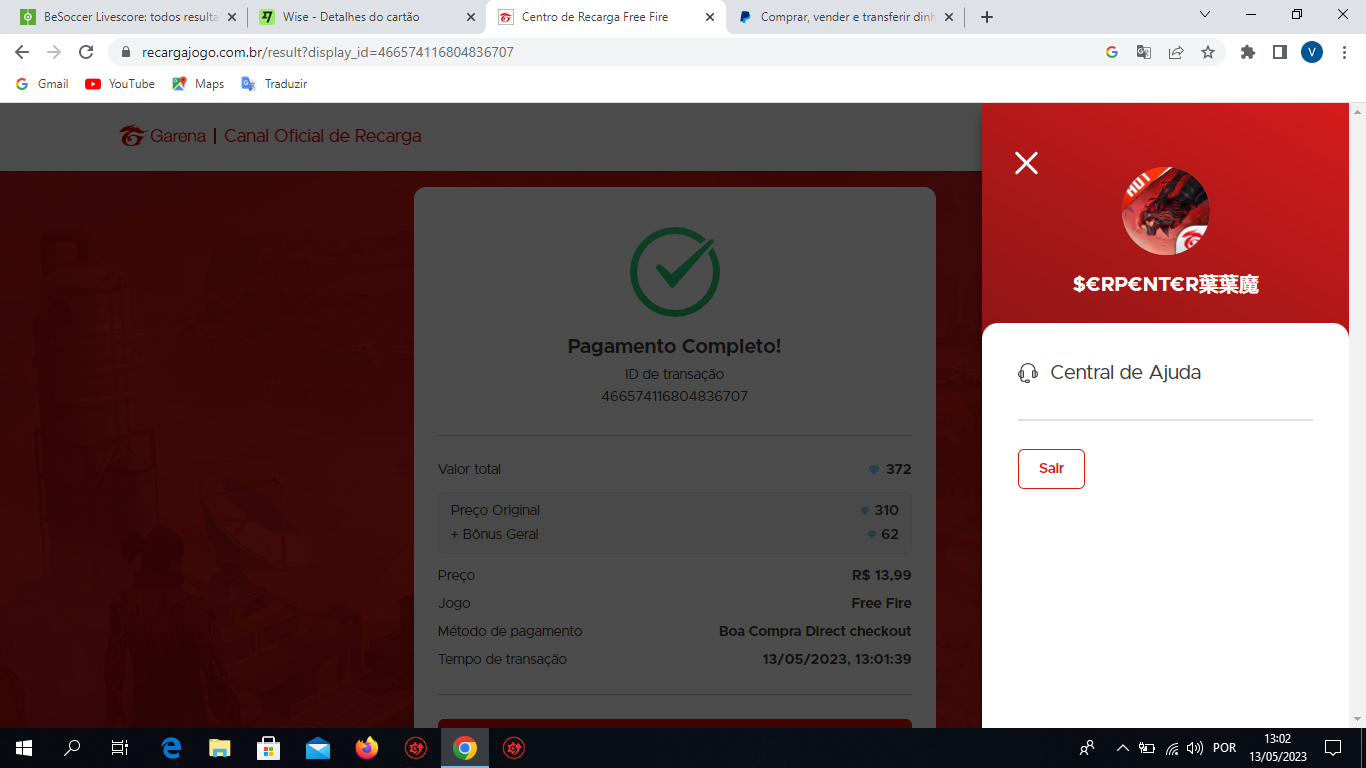 BeSoccer Livescore: todos resulta
Wise - Detalhes do cartão
Centro de Recarga Free Fire
Comprar, vender e transferir dinh
recargajogo.com.br/result?display_id=466574116804836707
V
Gmail
YouTube
Maps
Traduzir
Garena | Canal Oficial de Recarga
HOT
$€RP€NT€R葉葉魔
Pagamento Completo!
ID de transação
466574116804836707
Central de Ajuda
Sair
Valor total 372
Preço Original 310
+ Bônus Geral 62
Preço R$ 13,99
Jogo Free Fire
Método de pagamento Boa Compra Direct checkout
Tempo de transação 13/05/2023, 13:01:39
POR
13:02
13/05/2023